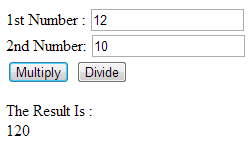 1st Number : 12
2nd Number: 10
Multiply Divide
The Result Is :
120